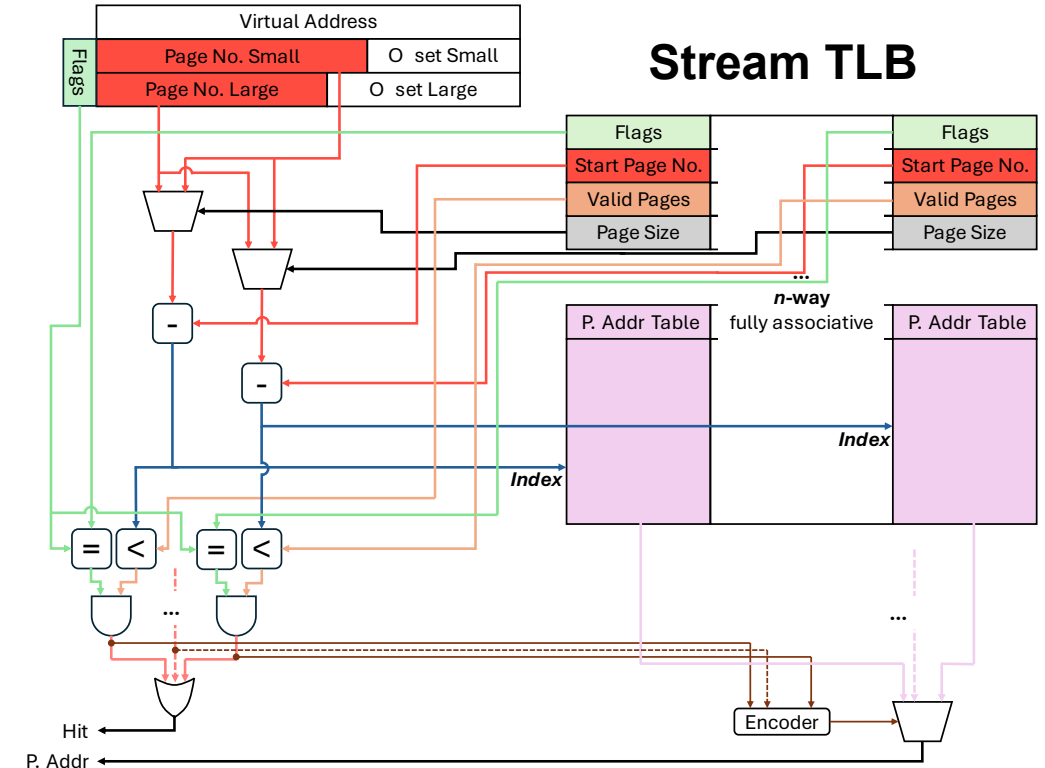 Virtual Address
Stream TLB
Flags
Page No. Small
O set Small
Page No. Large
O set Large
Flags
Flags
Start Page No.
Start Page No.
Valid Pages
Valid Pages
Page Size
Page Size
...
n-way
fully associative
P. Addr Table
P. Addr Table
-
-
Index
Index
=
<
=
<
...
...
Encoder
Hit
P. Addr